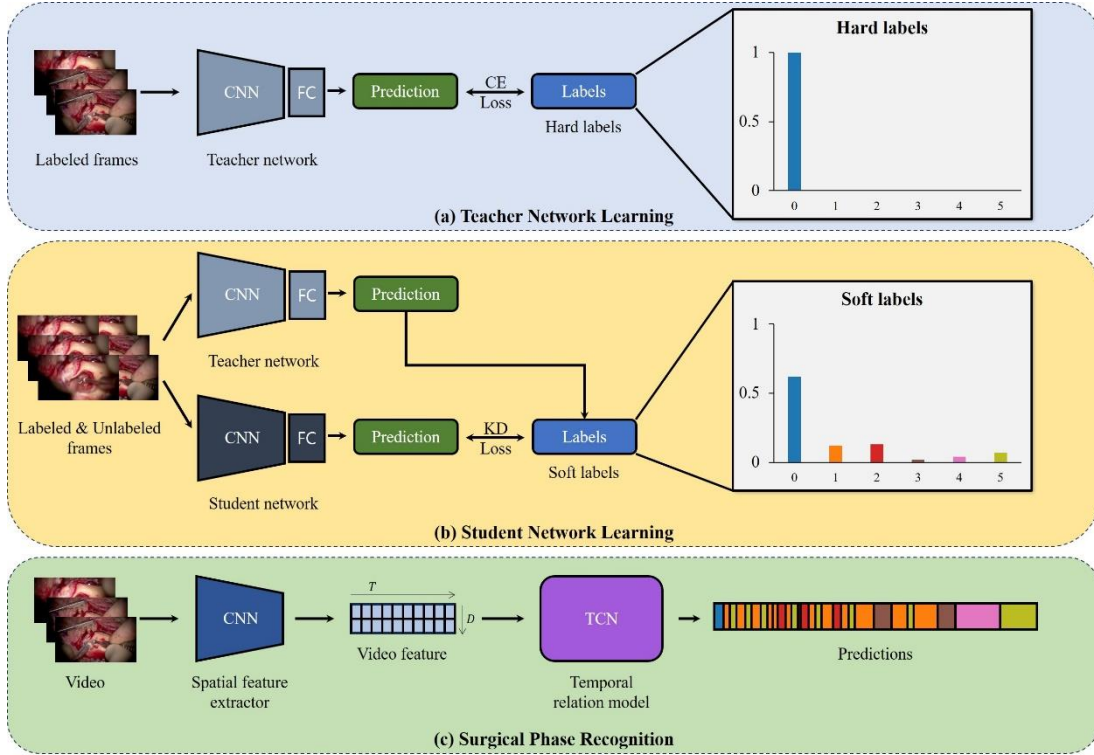 Hard labels
1
0.5
1
0 1 2 3 4 5
CNN
FC
Prediction
CE
Loss
Labels
Hard labels
Labeled frames
Teacher network
(a) Teacher Network Learning
CNN
FC
Prediction
Teacher network
Soft labels
1
0.5
1
0 1 2 3 4 5
Labeled & Unlabeled
frames
CNN
FC
Prediction
KD
Loss
Labels
Soft labels
Student network
(b) Student Network Learning
Video
CNN
Spatial feature
extractor
T
D
Video feature
TCN
Temporal
relation model
Predictions
(c) Surgical Phase Recognition